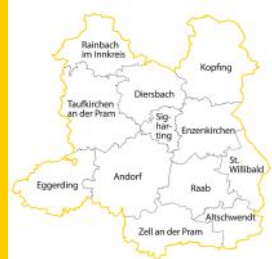 Rainbach
im Innkreis
Kopfing
Diersbach
Taufkirchen
an der Pram
Sig-
har-
ting
Enzenkirchen
St.
Willibald
Eggerding
Andorf
Raab
Altschwendt
Zell an der Pram